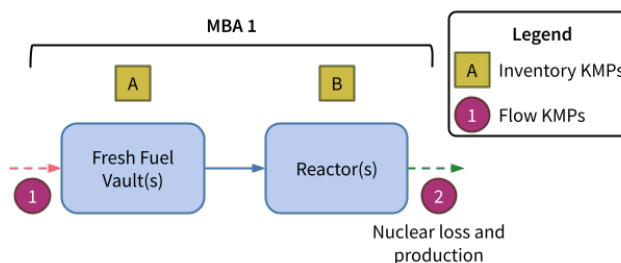 MBA 1
Legend
A Inventory KMPs
1 Flow KMPs
A
B
Fresh Fuel
Vault(s)
Reactor(s)
1
2
Nuclear loss and
production